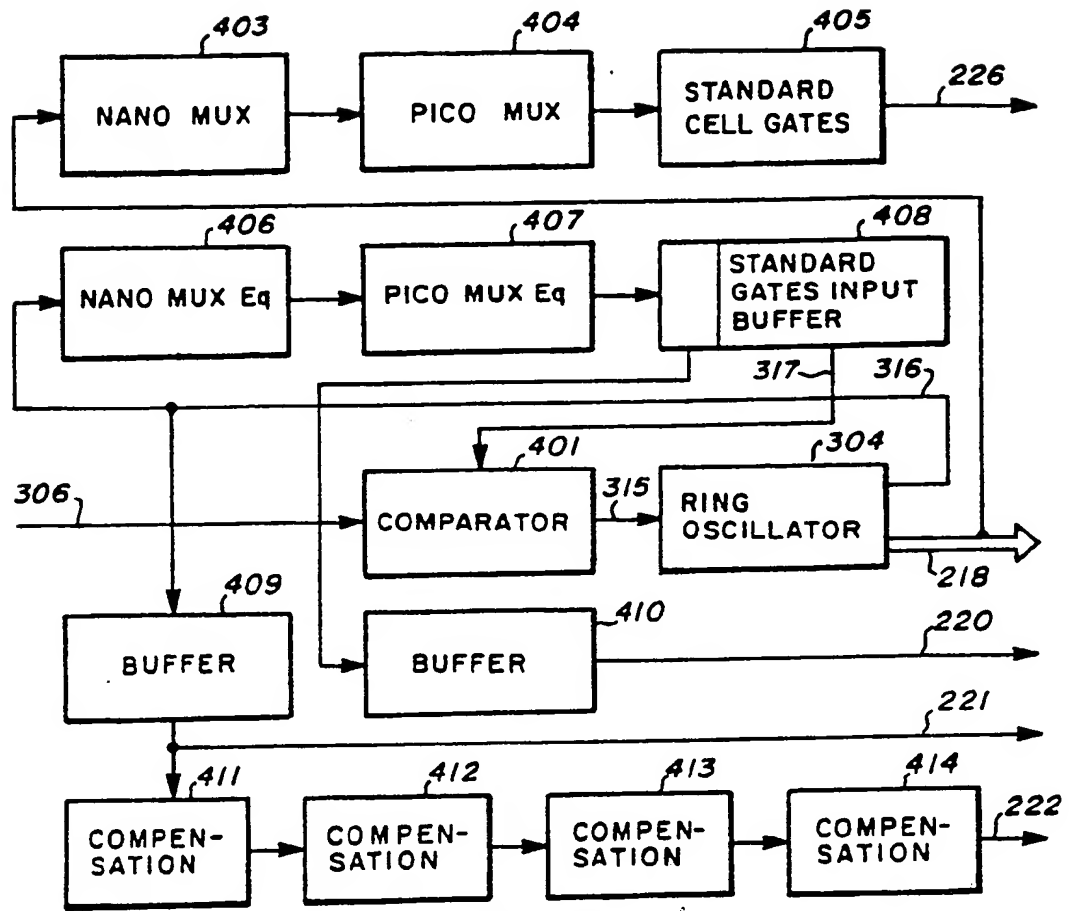 403
404
405
NANO MUX
PICO MUX
STANDARD
CELL GATES
226
406
407
408
NANO MUX Eq
PICO MUX Eq
STANDARD
GATES INPUT
BUFFER
317
316
401
304
306
COMPARATOR
315
RING
OSCILLATOR
218
409
410
BUFFER
BUFFER
220
221
411
412
413
414
COMPEN-
SATION
COMPEN-
SATION
COMPEN-
SATION
COMPEN-
SATION
222